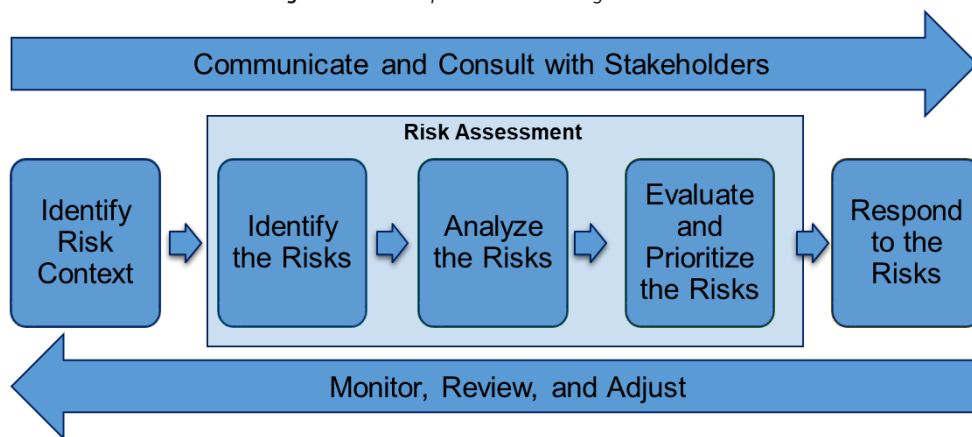 Communicate and Consult with Stakeholders
Risk Assessment
Identify
Risk
Context
Identify
the Risks
Analyze
the Risks
Evaluate
and
Prioritize
the Risks
Respond
to the
Risks
Monitor, Review, and Adjust